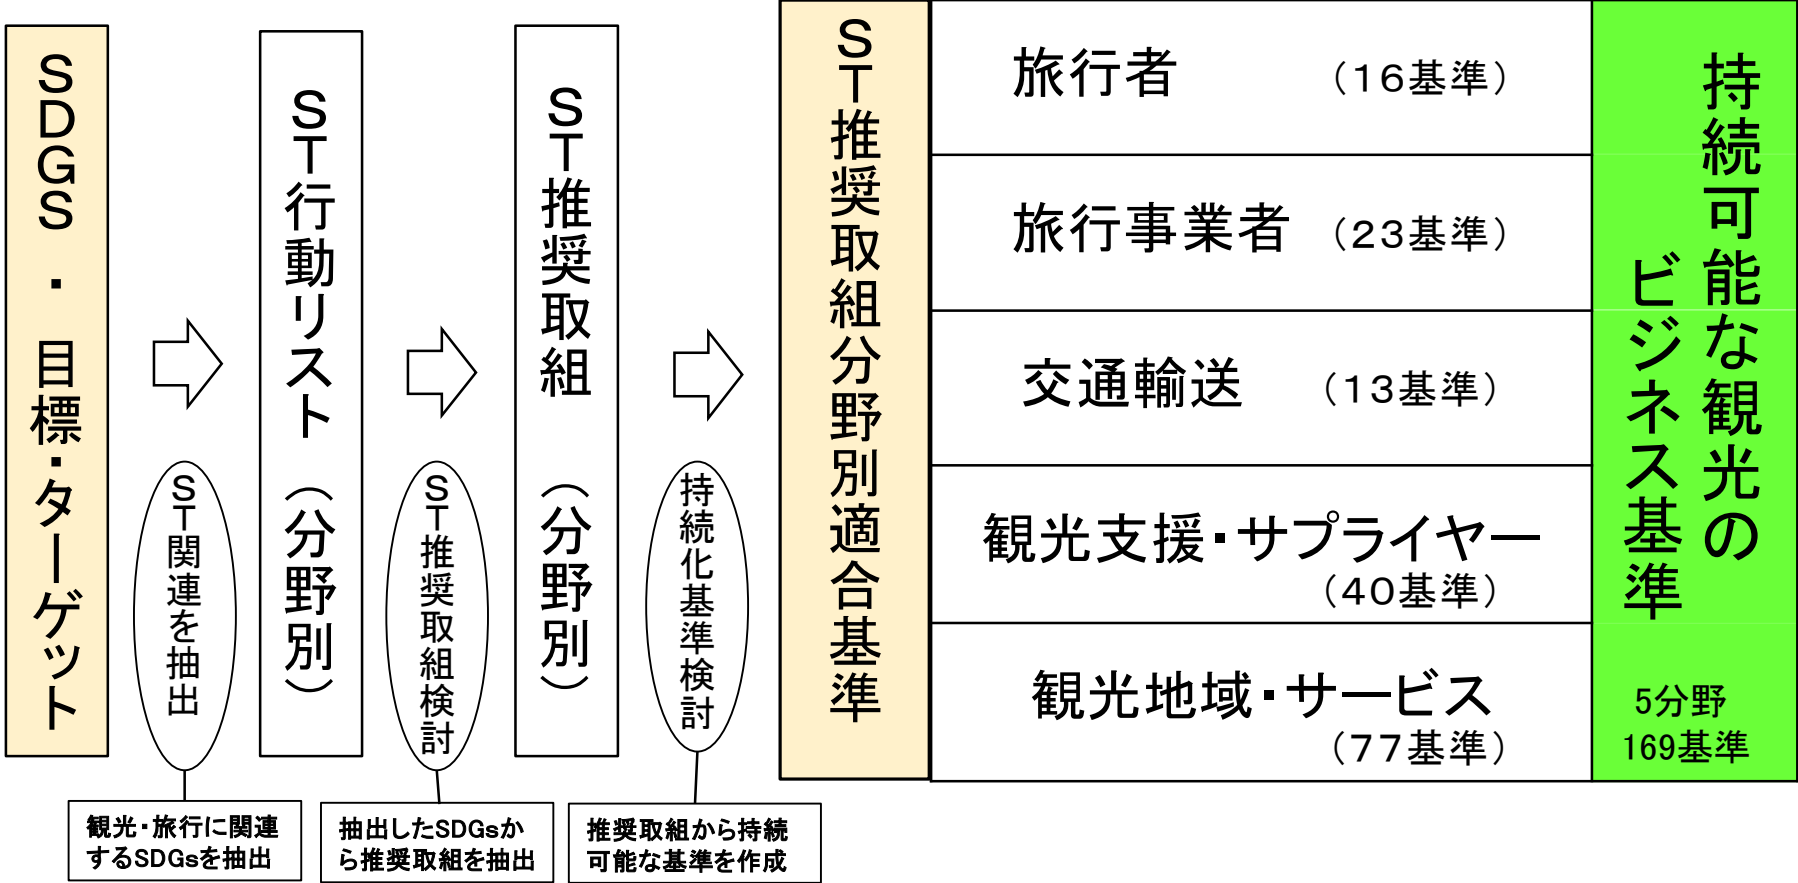 SDGS・目標・ターゲット
ST関連を抽出
観光・旅行に関連
するSDGsを抽出
ST行動リスト（分野別）
ST推奨取組検討
抽出したSDGsか
ら推奨取組を抽出
ST推奨取組（分野別）
持続化基準検討
推奨取組から持続
可能な基準を作成
ST推奨取組分野別適合基準
旅行者（16基準）
旅行事業者（23基準）
交通輸送（13基準）
観光支援・サプライヤー
（40基準）
観光地域・サービス
（77基準）
持続可能な観光の
ビジネス基準
5分野
169基準